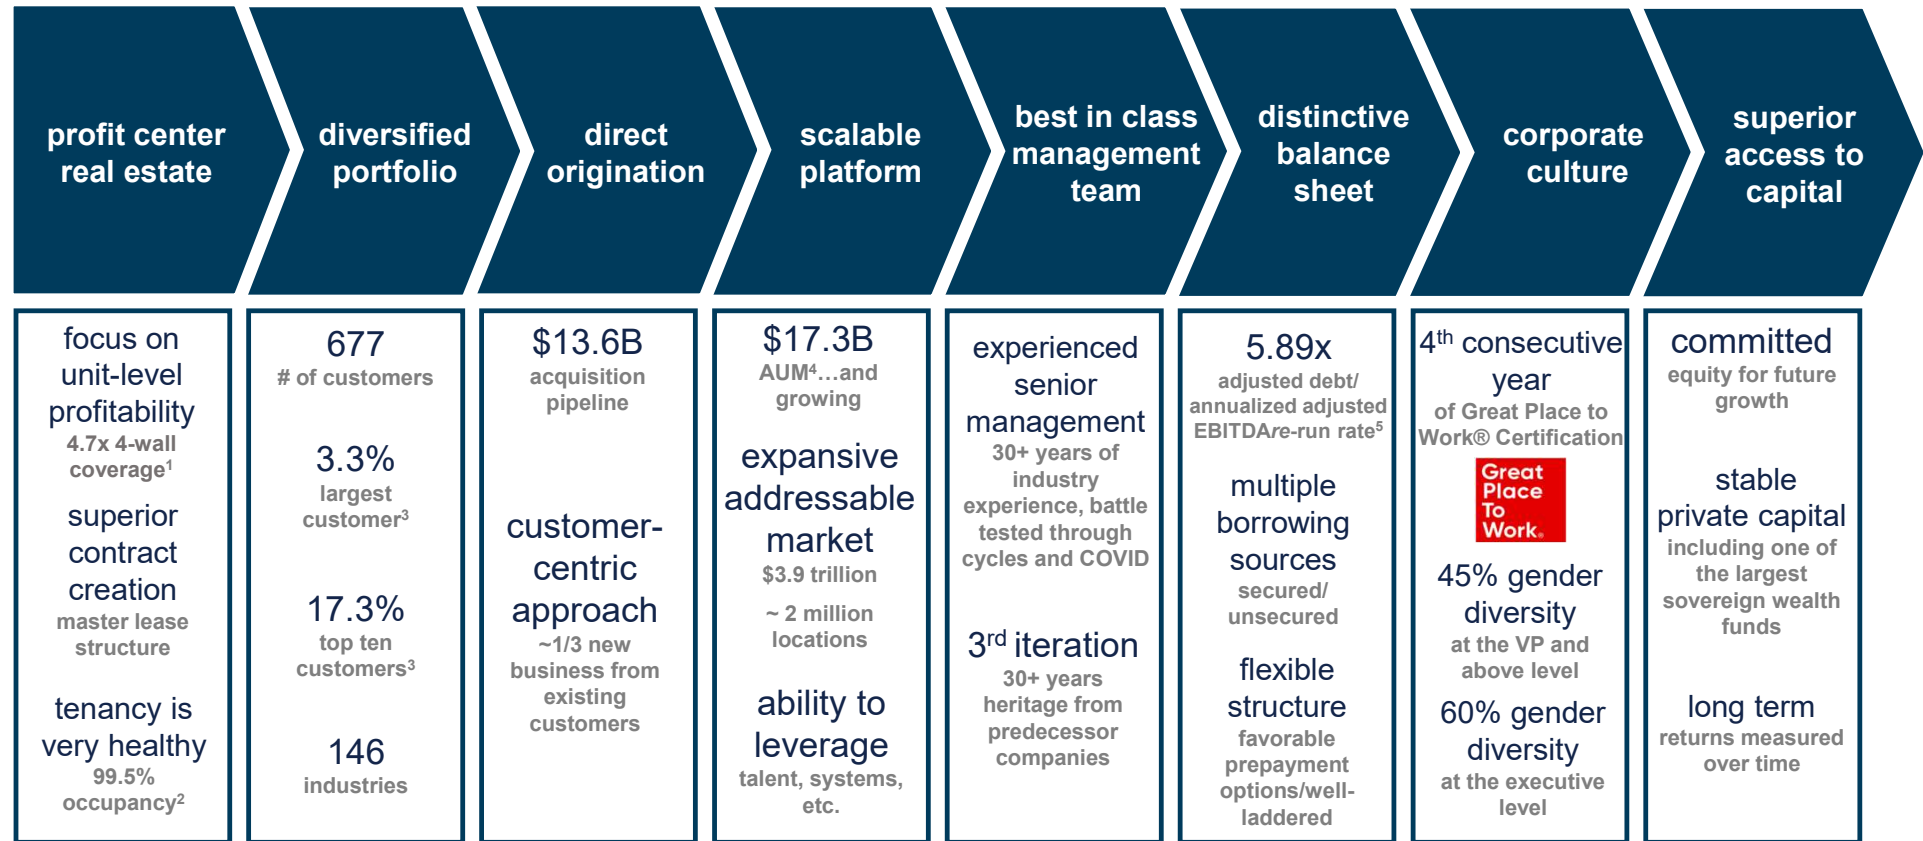 profit center
real estate
diversified
portfolio
direct
origination
scalable
platform
best in class
management
team
distinctive
balance
sheet
corporate
culture
superior
access to
capital
focus on
unit-level
profitability
4.7x 4-wall
coverage¹
superior
contract
creation
master lease
structure
tenancy is
very healthy
99.5%
occupancy²
677
# of customers
3.3%
largest
customer³
17.3%
top ten
customers³
146
industries
$13.6B
acquisition
pipeline
customer-
centric
approach
~1/3 new
business from
existing
customers
$17.3B
AUM⁴…and
growing
expansive
addressable
market
$3.9 trillion
~ 2 million
locations
ability to
leverage
talent, systems,
etc.
experienced
senior
management
30+ years of
industry
experience, battle
tested through
cycles and COVID
3rd iteration
30+ years
heritage from
predecessor
companies
5.89x
adjusted debt/
annualized adjusted
EBITDAre-run rate⁵
multiple
borrowing
sources
secured/
unsecured
flexible
structure
favorable
prepayment
options/well-
laddered
4th consecutive
year
of Great Place to
Work® Certification
Great
Place
To
Work.
45% gender
diversity
at the VP and
above level
60% gender
diversity
at the executive
level
committed
equity for future
growth
stable
private capital
including one of
the largest
sovereign wealth
funds
long term
returns measured
over time